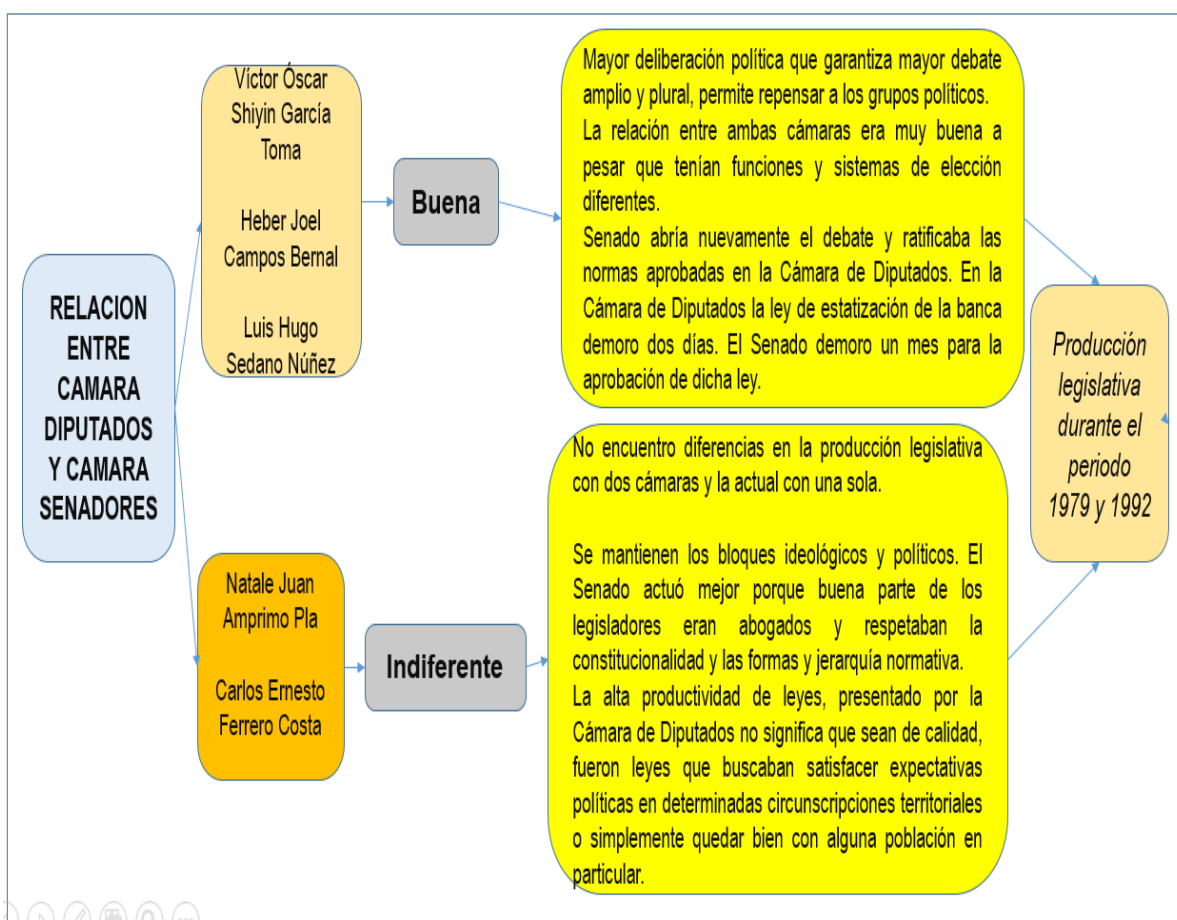 RELACION
ENTRE
CAMARA
DIPUTADOS
Y CAMARA
SENADORES
Víctor Óscar
Shiyin García
Toma
Heber Joel
Campos Bernal
Luis Hugo
Sedano Núñez
Buena
Mayor deliberación política que garantiza mayor debate
amplio y plural, permite repensar a los grupos políticos.
La relación entre ambas cámaras era muy buena a
pesar que tenían funciones y sistemas de elección
diferentes.
Senado abría nuevamente el debate y ratificaba las
normas aprobadas en la Cámara de Diputados. En la
Cámara de Diputados la ley de estatización de la banca
demoro dos días. El Senado demoro un mes para la
aprobación de dicha ley.
Natale Juan
Amprimo Pla
Carlos Ernesto
Ferrero Costa
Indiferente
No encuentro diferencias en la producción legislativa
con dos cámaras y la actual con una sola.
Se mantienen los bloques ideológicos y políticos. El
Senado actuó mejor porque buena parte de los
legisladores eran abogados y respetaban la
constitucionalidad y las formas y jerarquía normativa.
La alta productividad de leyes, presentado por la
Cámara de Diputados no significa que sean de calidad,
fueron leyes que buscaban satisfacer expectativas
políticas en determinadas circunscripciones territoriales
o simplemente quedar bien con alguna población en
particular.
Producción
legislativa
durante el
periodo
1979 y 1992